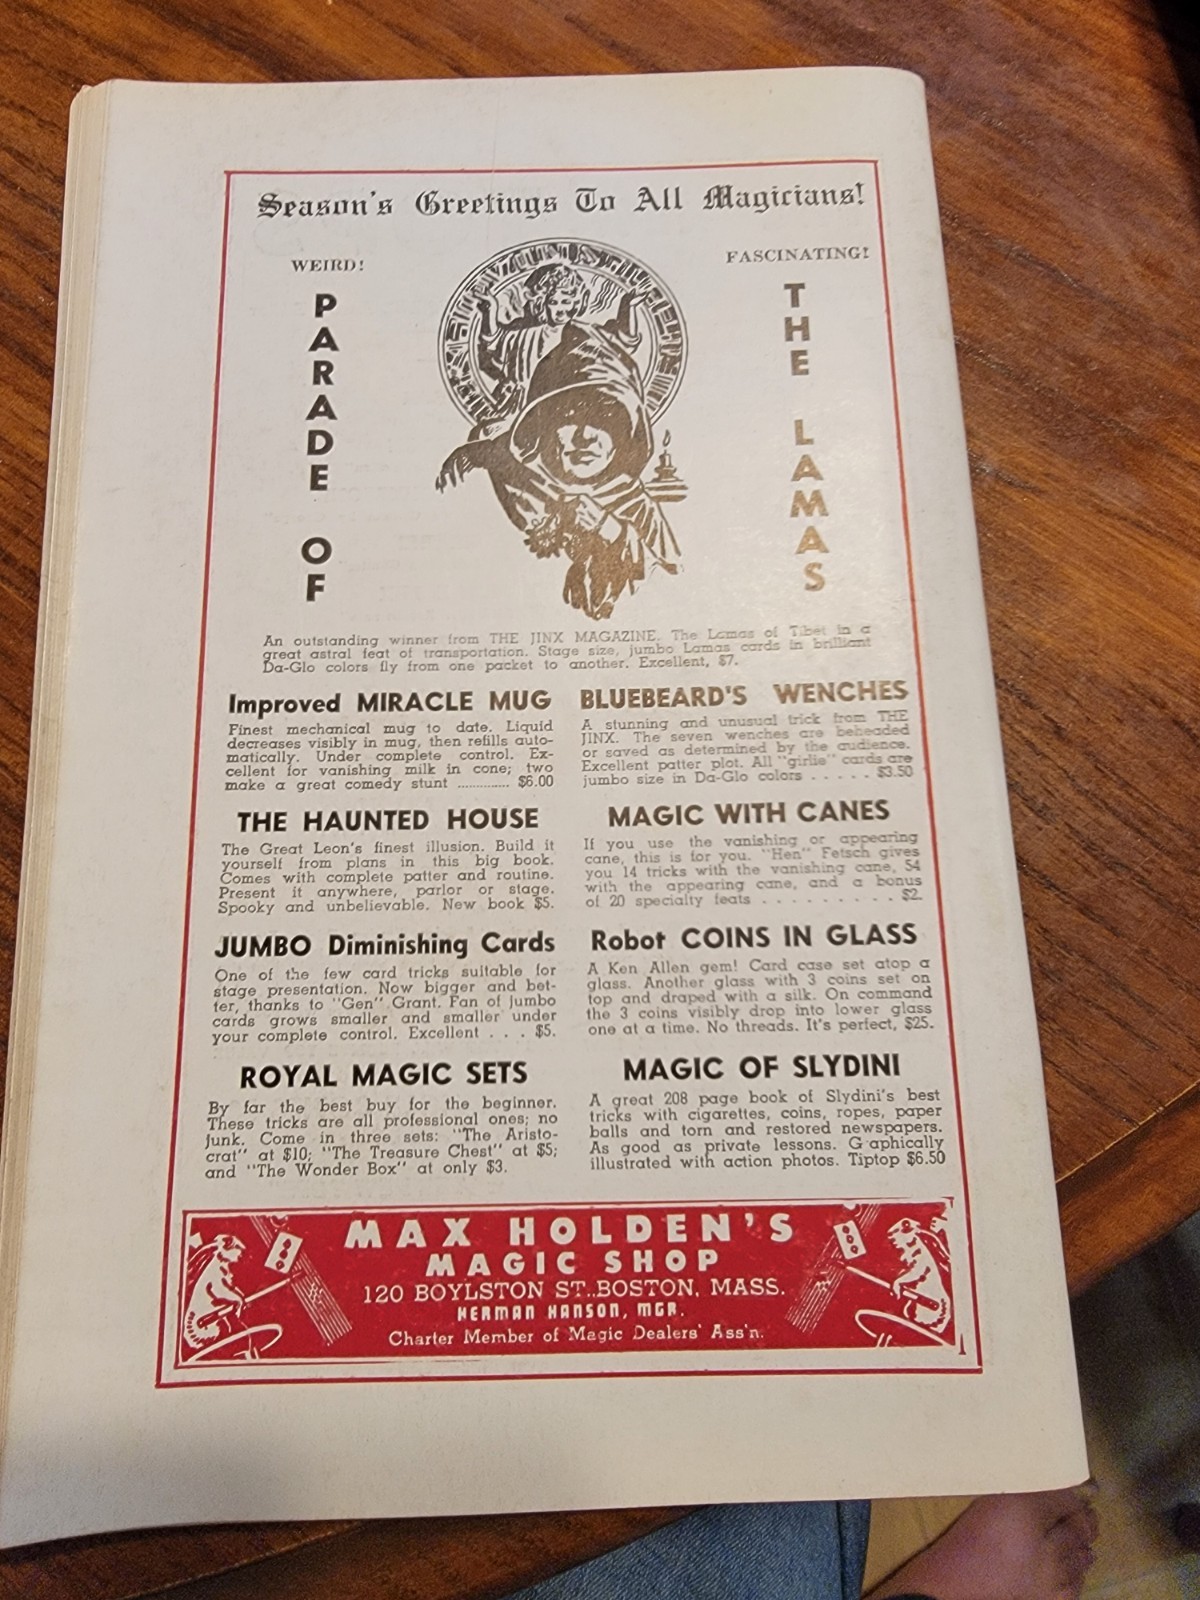 Season's Greetings To All Magicians!
WEIRD!
PARADE OF
FASCINATING!
THE LAMAS
An outstanding winner from THE JINX MAGAZINE. The Lamas of Tibet in a
great astral feat of transportation. Stage size, jumbo Lamas cards in brilliant
Da-Glo colors fly from one packet to another. Excellent, $7.
Improved MIRACLE MUG
Finest mechanical mug to date. Liquid
decreases visibly in mug, then refills auto-
matically. Under complete control. Ex-
cellent for vanishing milk in cone; two
make a great comedy stunt .............. $6.00
BLUEBEARD'S WENCHES
A stunning and unusual trick from THE
JINX. The seven wenches are beheaded
or saved as determined by the audience.
Excellent patter plot. All "girlie" cards are
jumbo size in Da-Glo colors . . . . . $3.50
THE HAUNTED HOUSE
The Great Leon's finest illusion. Build it
yourself from plans in this big book.
Comes with complete patter and routine.
Present it anywhere, parlor or stage.
Spooky and unbelievable. New book $5.
MAGIC WITH CANES
If you use the vanishing or appearing
cane, this is for you. "Hen" Fetsch gives
you 14 tricks with the vanishing cane, 54
with the appearing cane, and a bonus
of 20 specialty feats . . . . . . . . . . $2.
JUMBO Diminishing Cards
One of the few card tricks suitable for
stage presentation. Now bigger and bet-
ter, thanks to "Gen" Grant. Fan of jumbo
cards grows smaller and smaller under
your complete control. Excellent . . . $5.
Robot COINS IN GLASS
A Ken Allen gem! Card case set atop a
glass. Another glass with 3 coins set on
top and draped with a silk. On command
the 3 coins visibly drop into lower glass
one at a time. No threads. It's perfect, $25.
ROYAL MAGIC SETS
By far the best buy for the beginner.
These tricks are all professional ones; no
junk. Come in three sets: "The Aristo-
crat" at $10; "The Treasure Chest" at $5;
and "The Wonder Box" at only $3.
MAGIC OF SLYDINI
A great 208 page book of Slydini's best
tricks with cigarettes, coins, ropes, paper
balls and torn and restored newspapers.
As good as private lessons. G aphically
illustrated with action photos. Tiptop $6.50
MAX HOLDEN'S
MAGIC SHOP
120 BOYLSTON ST., BOSTON, MASS.
HERMAN HANSON, MGR.
Charter Member of Magic Dealers' Ass'n.